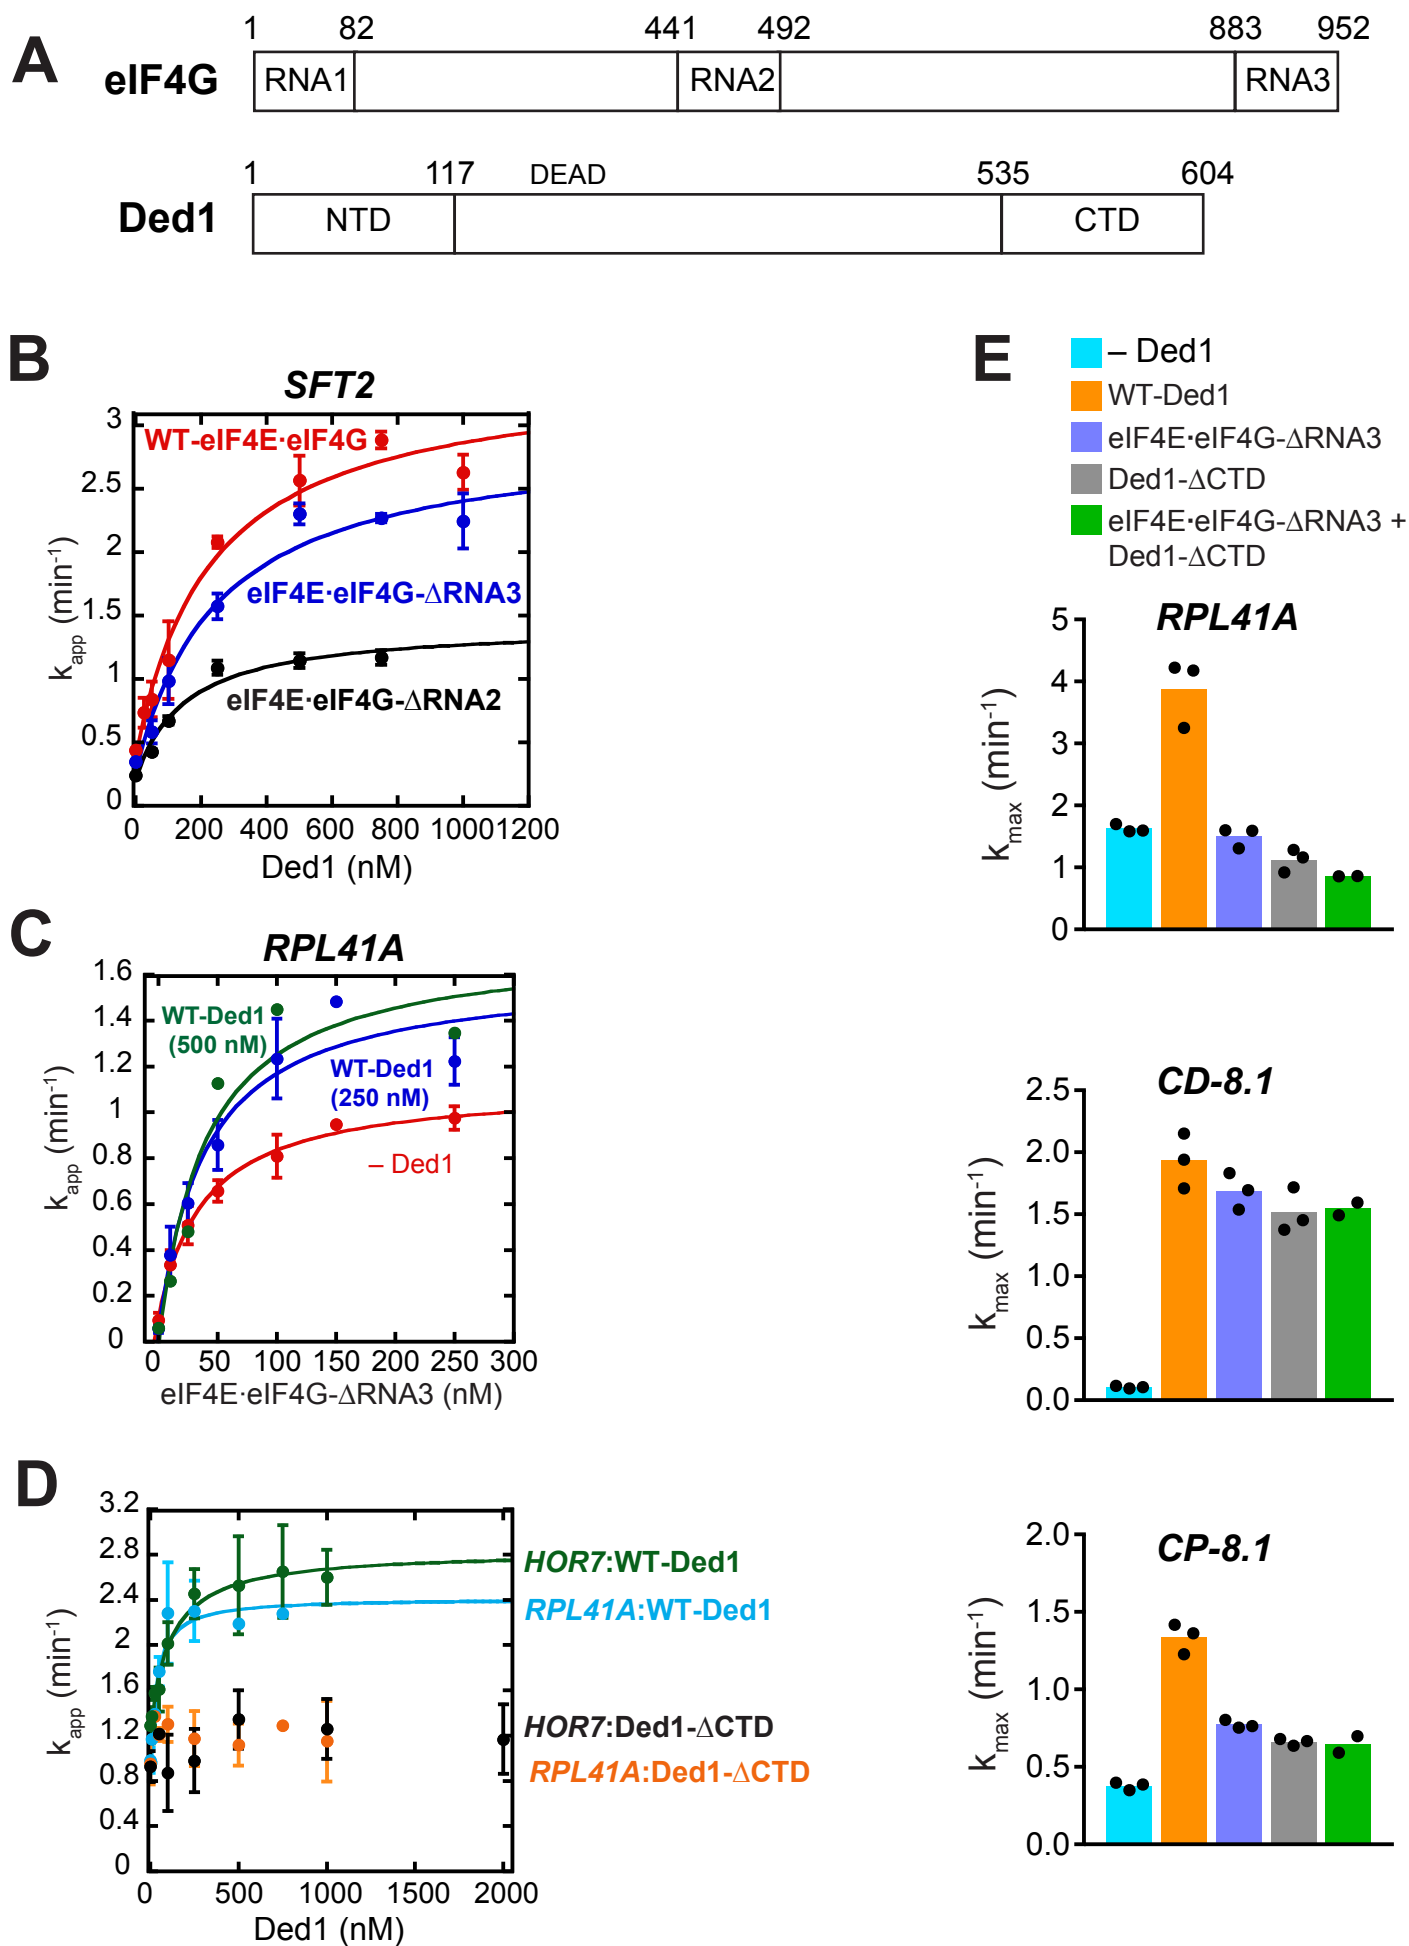 A
1 82 441 492 883 952
eIF4G
RNA1 RNA2 RNA3
1 117 DEAD 535 604
Ded1
NTD CTD
B
SFT2
3
2.5
2
1.5
1
0.5
0
k_app (min⁻¹)
WT-eIF4E·eIF4G
eIF4E·eIF4G-ΔRNA3
eIF4E·eIF4G-ΔRNA2
0 200 400 600 800 1000 1200
Ded1 (nM)
C
RPL41A
1.6
1.4
1.2
1
0.8
0.6
0.4
0.2
0
k_app (min⁻¹)
WT-Ded1
(500 nM)
WT-Ded1
(250 nM)
– Ded1
0 50 100 150 200 250 300
eIF4E·eIF4G-ΔRNA3 (nM)
D
3.2
2.8
2.4
2
1.6
1.2
0.8
0.4
0
k_app (min⁻¹)
HOR7:WT-Ded1
RPL41A:WT-Ded1
HOR7:Ded1-ΔCTD
RPL41A:Ded1-ΔCTD
0 500 1000 1500 2000
Ded1 (nM)
E
– Ded1
WT-Ded1
eIF4E·eIF4G-ΔRNA3
Ded1-ΔCTD
eIF4E·eIF4G-ΔRNA3 +
Ded1-ΔCTD
RPL41A
5
4
3
2
1
0
k_max (min⁻¹)
CD-8.1
2.5
2.0
1.5
1.0
0.5
0.0
k_max (min⁻¹)
CP-8.1
2.0
1.5
1.0
0.5
0.0
k_max (min⁻¹)